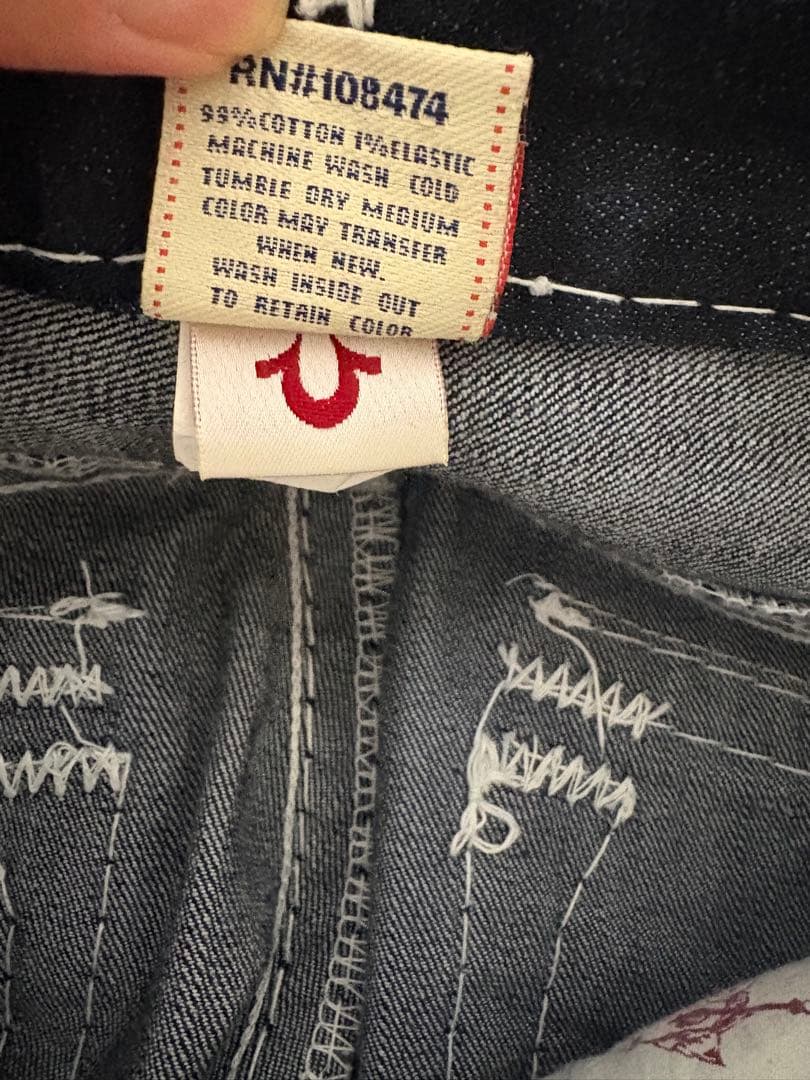 RN#108474
99%COTTON 1%ELASTIC
MACHINE WASH COLD
TUMBLE DRY MEDIUM
COLOR MAY TRANSFER
WHEN NEW.
WASH INSIDE OUT
TO RETAIN COLOR